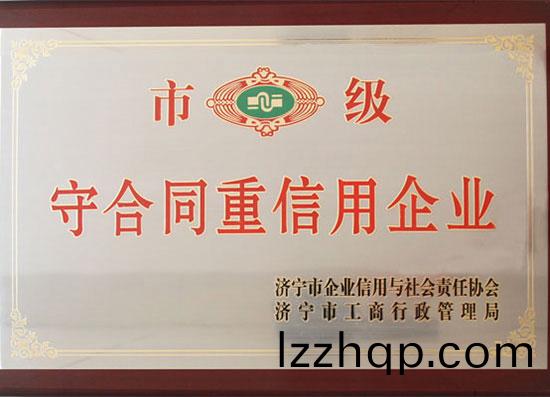 市 级
守合同重信用企业
济宁市企业信用与社会责任协会
济宁市工商行政管理局
lzzhqp.com